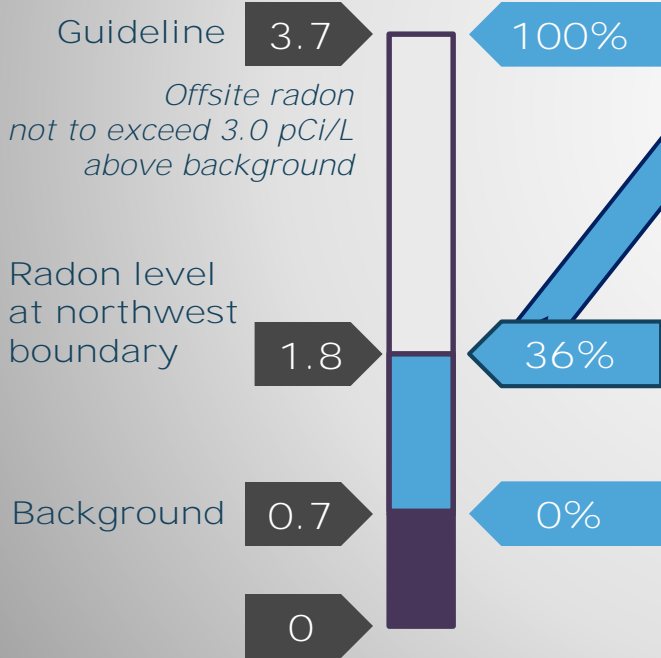 Guideline 3.7 100%
Offsite radon
not to exceed 3.0 pCi/L
above background
Radon level
at northwest
boundary 1.8 36%
Background 0.7 0%
0